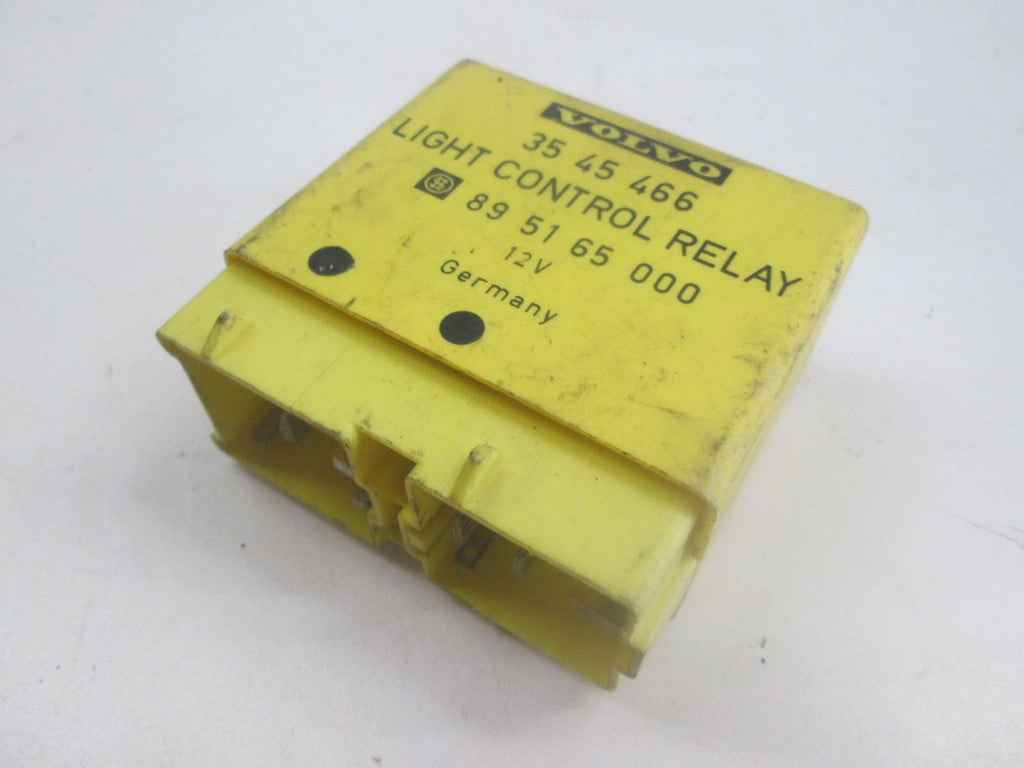 VOLVO
35 45 466
LIGHT CONTROL RELAY
89 51 65 000
12V
Germany